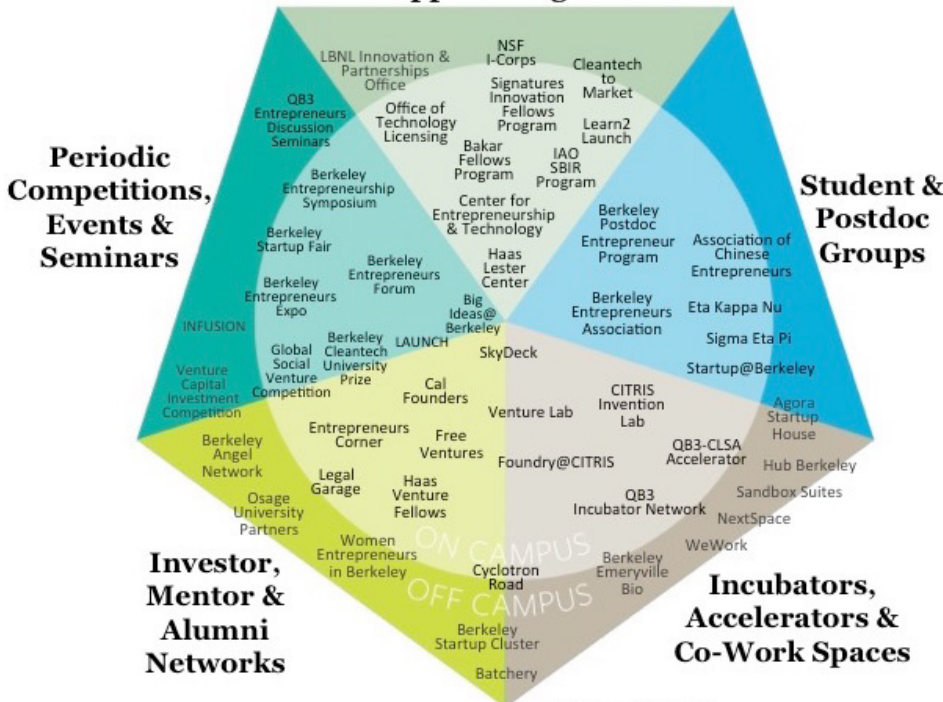 NSF
I-Corps
LBNL Innovation &
Partnerships
Office
Cleantech
to
Market
Signatures
Innovation
Fellows
Program
Office of
Technology
Licensing
Learn2
Launch
Bakar
Fellows
Program
IAO
SBIR
Program
Center for
Entrepreneurship
& Technology
Haas
Lester
Center
Periodic
Competitions,
Events &
Seminars
QB3
Entrepreneurs
Discussion
Seminars
Berkeley
Entrepreneurship
Symposium
Berkeley
Startup Fair
Berkeley
Entrepreneurs
Forum
Berkeley
Entrepreneurs
Expo
Big
Ideas@
Berkeley
INFUSION
LAUNCH
Berkeley
Cleantech
University
Prize
Global
Social
Venture
Competition
Venture
Capital
Investment
Competition
Student &
Postdoc
Groups
Berkeley
Postdoc
Entrepreneur
Program
Association of
Chinese
Entrepreneurs
Berkeley
Entrepreneurs
Association
Eta Kappa Nu
Sigma Eta Pi
Startup@Berkeley
SkyDeck
Cal
Founders
Entrepreneurs
Corner
Free
Ventures
Legal
Garage
Haas
Venture
Fellows
Berkeley
Angel
Network
Osage
University
Partners
Women
Entrepreneurs
in Berkeley
Investor,
Mentor &
Alumni
Networks
Venture Lab
CITRIS
Invention
Lab
Foundry@CITRIS
QB3-CLSA
Accelerator
QB3
Incubator Network
Agora
Startup
House
Hub Berkeley
Sandbox Suites
NextSpace
WeWork
Berkeley
Emeryville
Bio
Incubators,
Accelerators &
Co-Work Spaces
ON CAMPUS
Cyclotron
Road
OFF CAMPUS
Berkeley
Startup Cluster
Batchery